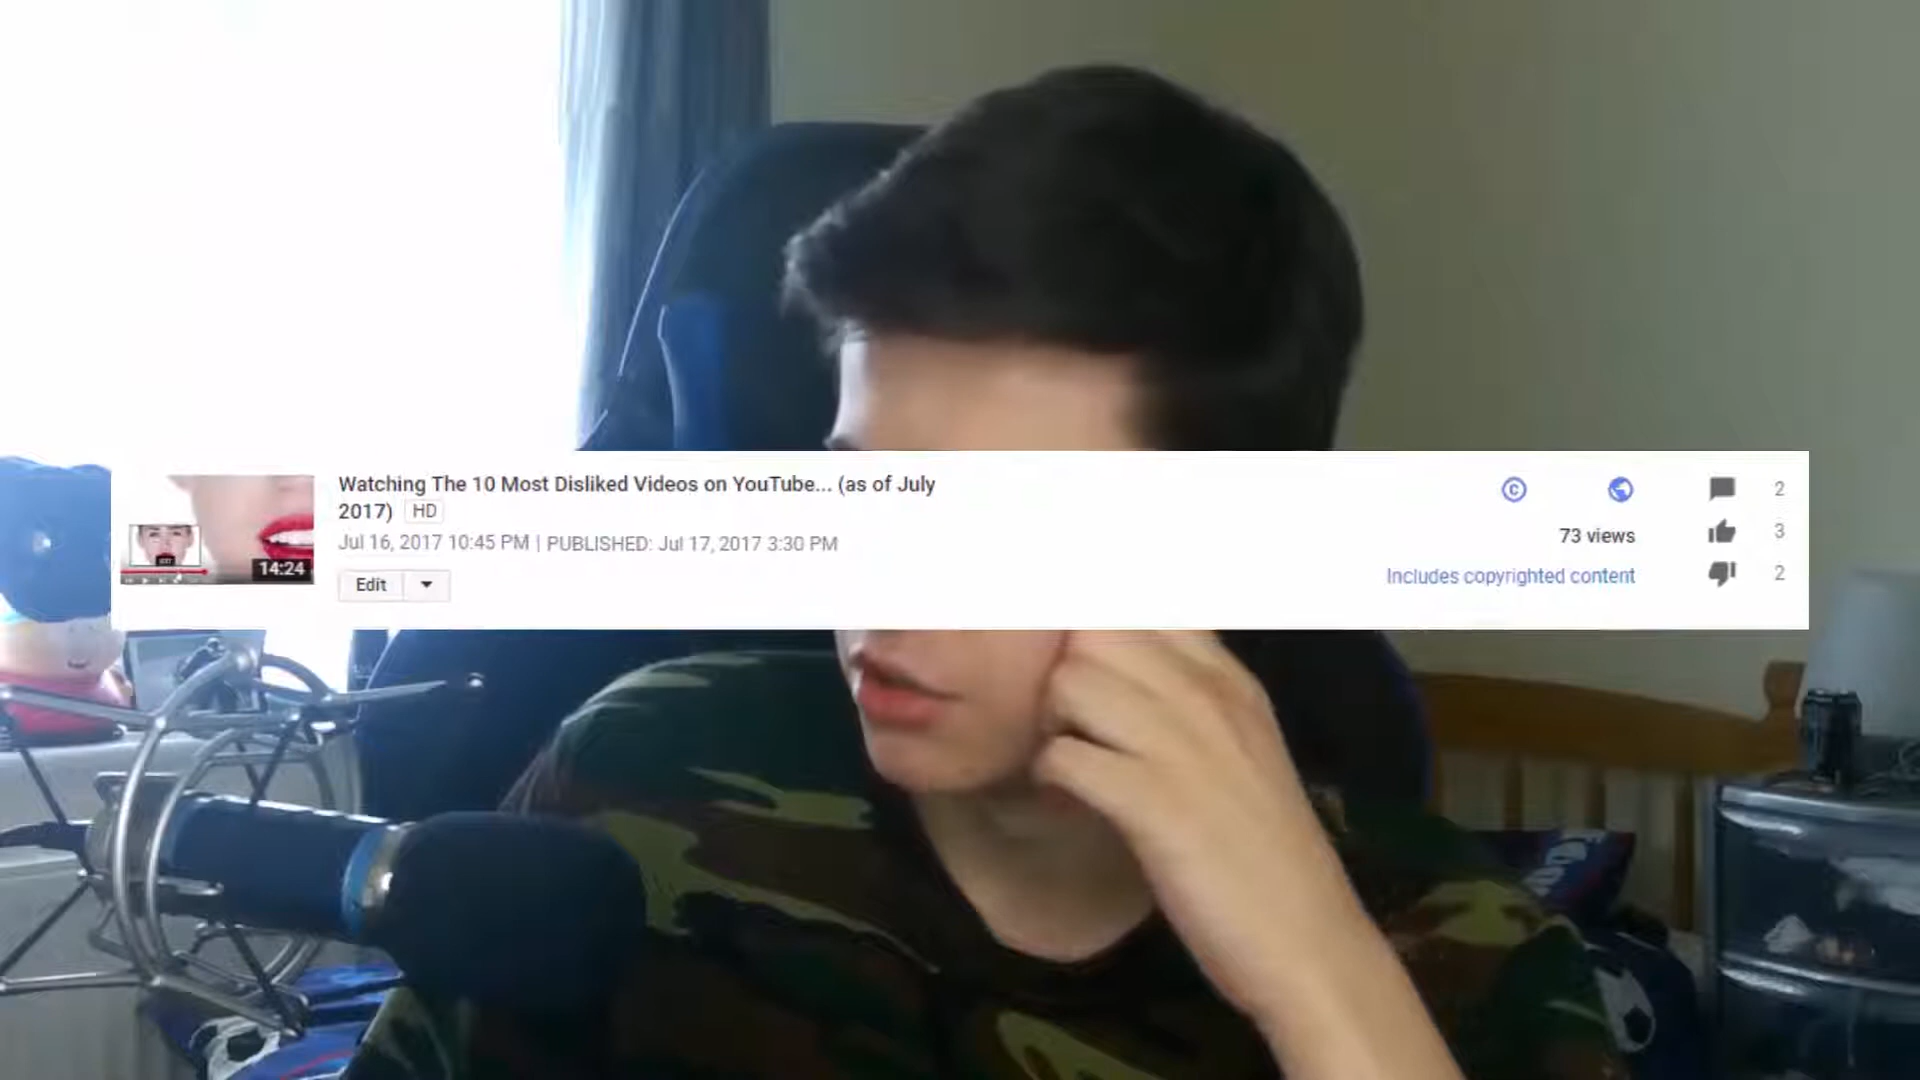 Watching The 10 Most Disliked Videos on YouTube... (as of July
2017) HD
Jul 16, 2017 10:45 PM | PUBLISHED: Jul 17, 2017 3:30 PM
14:24
Edit
2
73 views
3
Includes copyrighted content
2